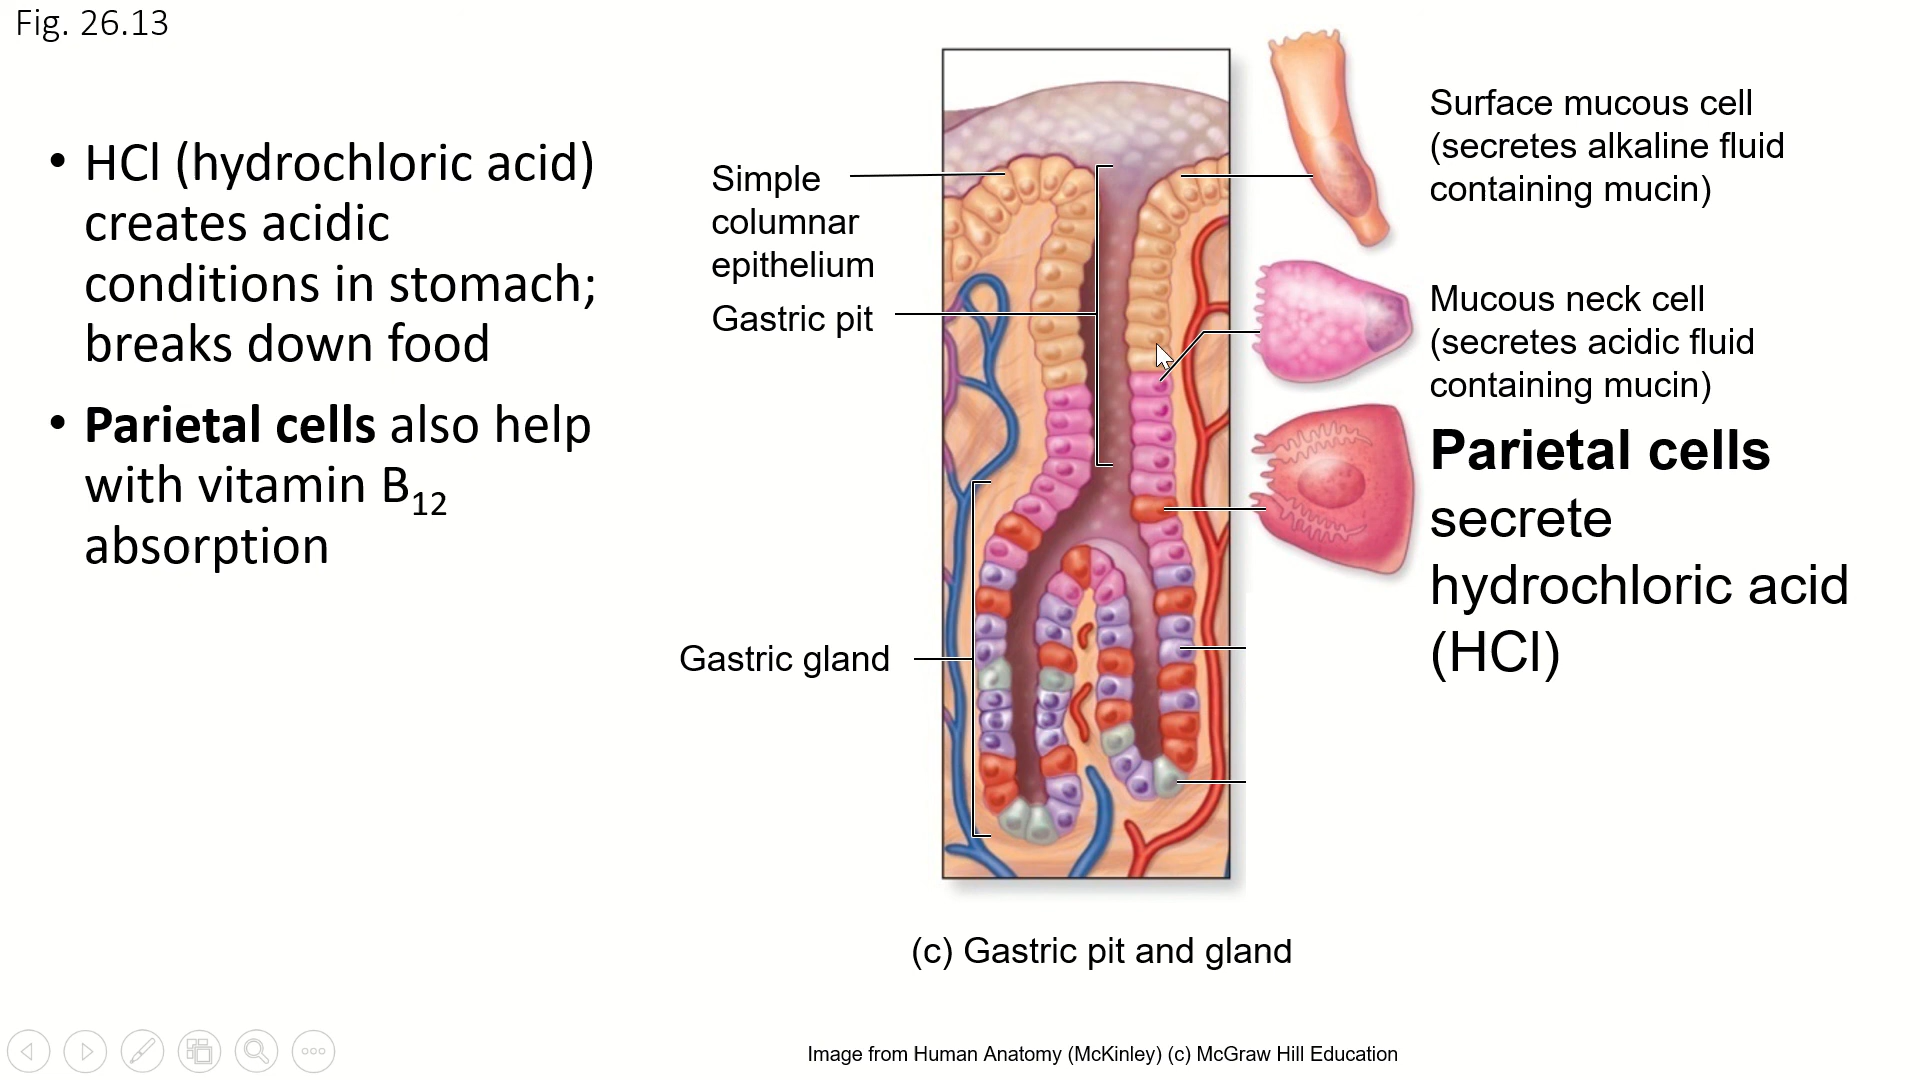 Fig. 26.13
• HCl (hydrochloric acid)
creates acidic
conditions in stomach;
breaks down food
• Parietal cells also help
with vitamin B12
absorption
Simple
columnar
epithelium
Gastric pit
Gastric gland
Surface mucous cell
(secretes alkaline fluid
containing mucin)
Mucous neck cell
(secretes acidic fluid
containing mucin)
Parietal cells
secrete
hydrochloric acid
(HCl)
(c) Gastric pit and gland
Image from Human Anatomy (McKinley) (c) McGraw Hill Education